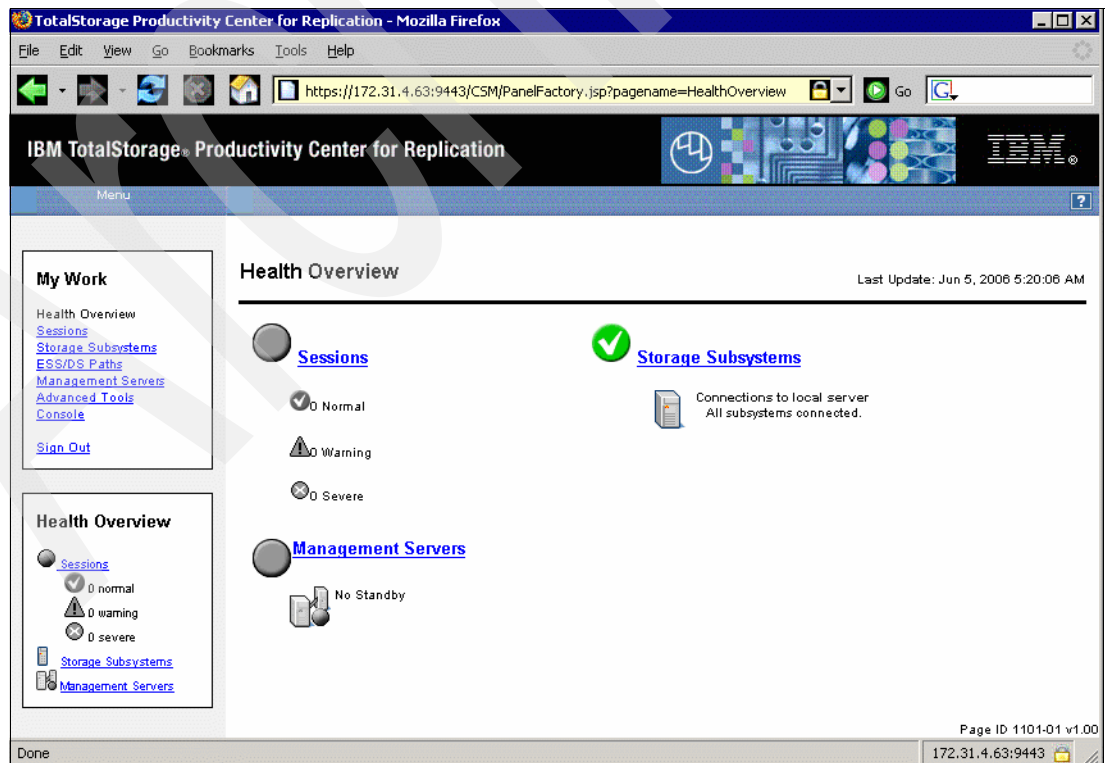 TotalStorage Productivity Center for Replication - Mozilla Firefox
File Edit View Go Bookmarks Tools Help
https://172.31.4.63:9443/CSM/PanelFactory.jsp?pagename=HealthOverview Go G
IBM TotalStorage® Productivity Center for Replication IBM®
Menu ?
My Work
Health Overview
Sessions
Storage Subsystems
ESS/DS Paths
Management Servers
Advanced Tools
Console
Sign Out
Health Overview
Sessions
0 normal
0 warning
0 severe
Storage Subsystems
Management Servers
Health Overview
Last Update: Jun 5, 2006 5:20:06 AM
Sessions
0 Normal
0 Warning
0 Severe
Management Servers
No Standby
Storage Subsystems
Connections to local server
All subsystems connected.
Page ID 1101-01 v1.00
Done 172.31.4.63:9443